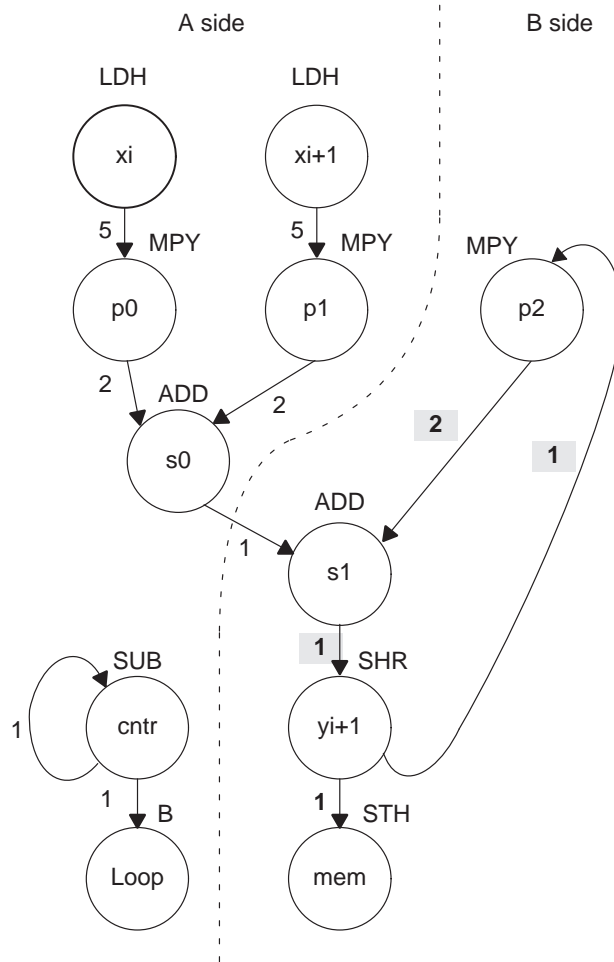 A side
B side
LDH
LDH
xi
xi+1
5
5
MPY
MPY
MPY
p0
p1
p2
2
ADD
2
2
1
s0
ADD
1
s1
1
SUB
SHR
1
cntr
yi+1
1
B
1
STH
Loop
mem